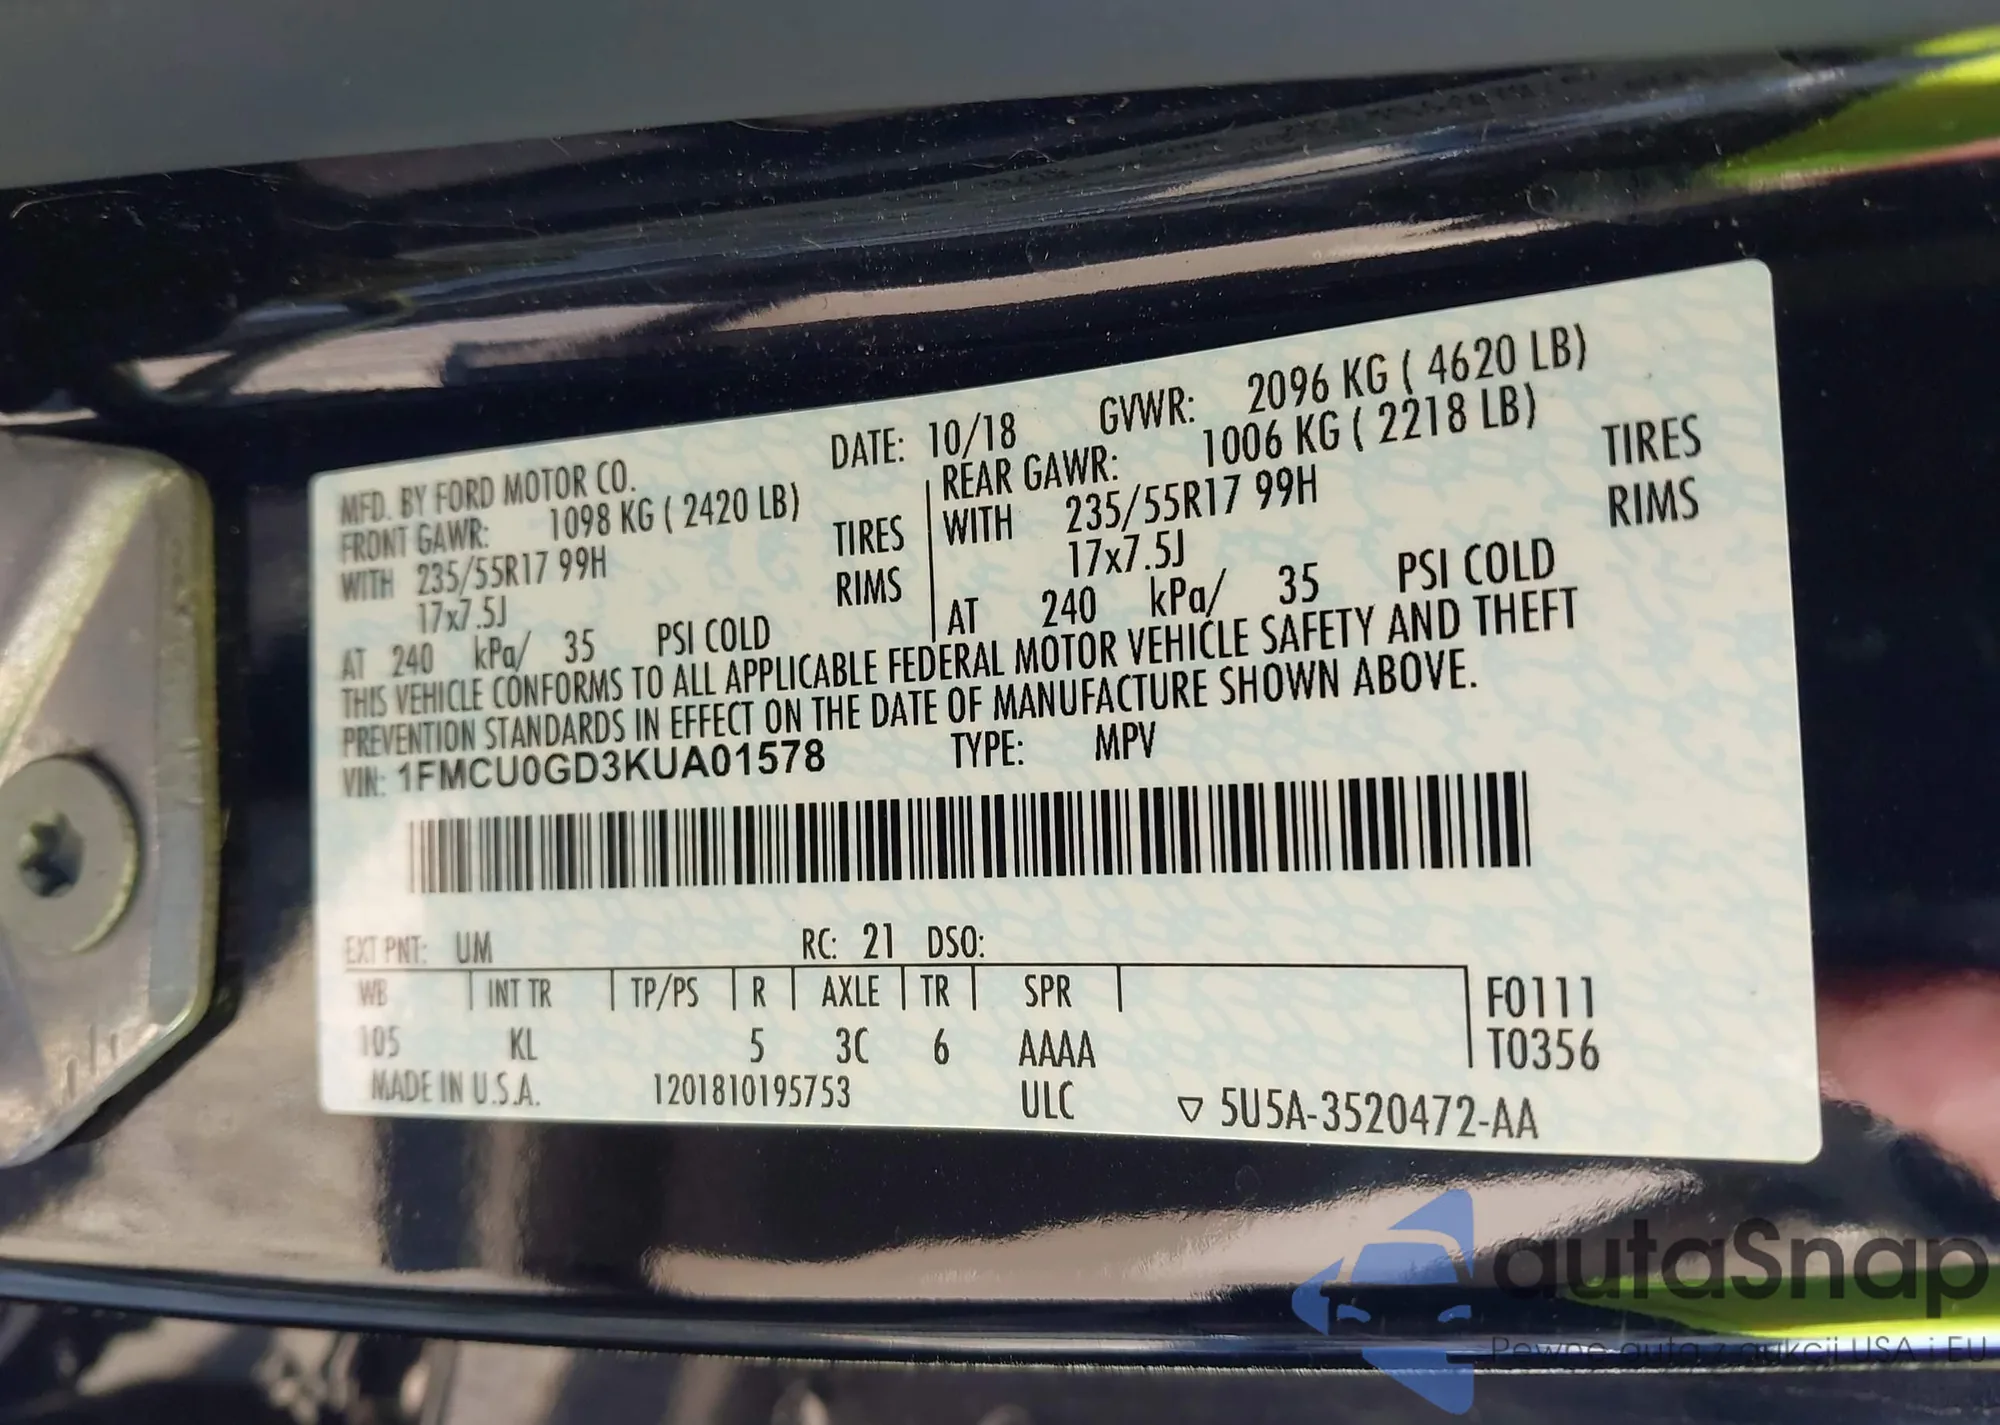 MFD. BY FORD MOTOR CO. DATE: 10/18 GVWR: 2096 KG ( 4620 LB)
FRONT GAWR: 1098 KG ( 2420 LB) REAR GAWR: 1006 KG ( 2218 LB)
WITH 235/55R17 99H TIRES WITH 235/55R17 99H TIRES
17x7.5J RIMS 17x7.5J RIMS
AT 240 kPa/ 35 PSI COLD AT 240 kPa/ 35 PSI COLD
THIS VEHICLE CONFORMS TO ALL APPLICABLE FEDERAL MOTOR VEHICLE SAFETY AND THEFT
PREVENTION STANDARDS IN EFFECT ON THE DATE OF MANUFACTURE SHOWN ABOVE.
VIN: 1FMCU0GD3KUA01578 TYPE: MPV
EXT PNT: UM RC: 21 DSO:
WB INT TR TP/PS R AXLE TR SPR F0111
105 KL 5 3C 6 AAAA T0356
MADE IN U.S.A. 1201810195753 ULC ▽ 5U5A-3520472-AA
autaSnap
Pewne auta z aukcji USA i EU